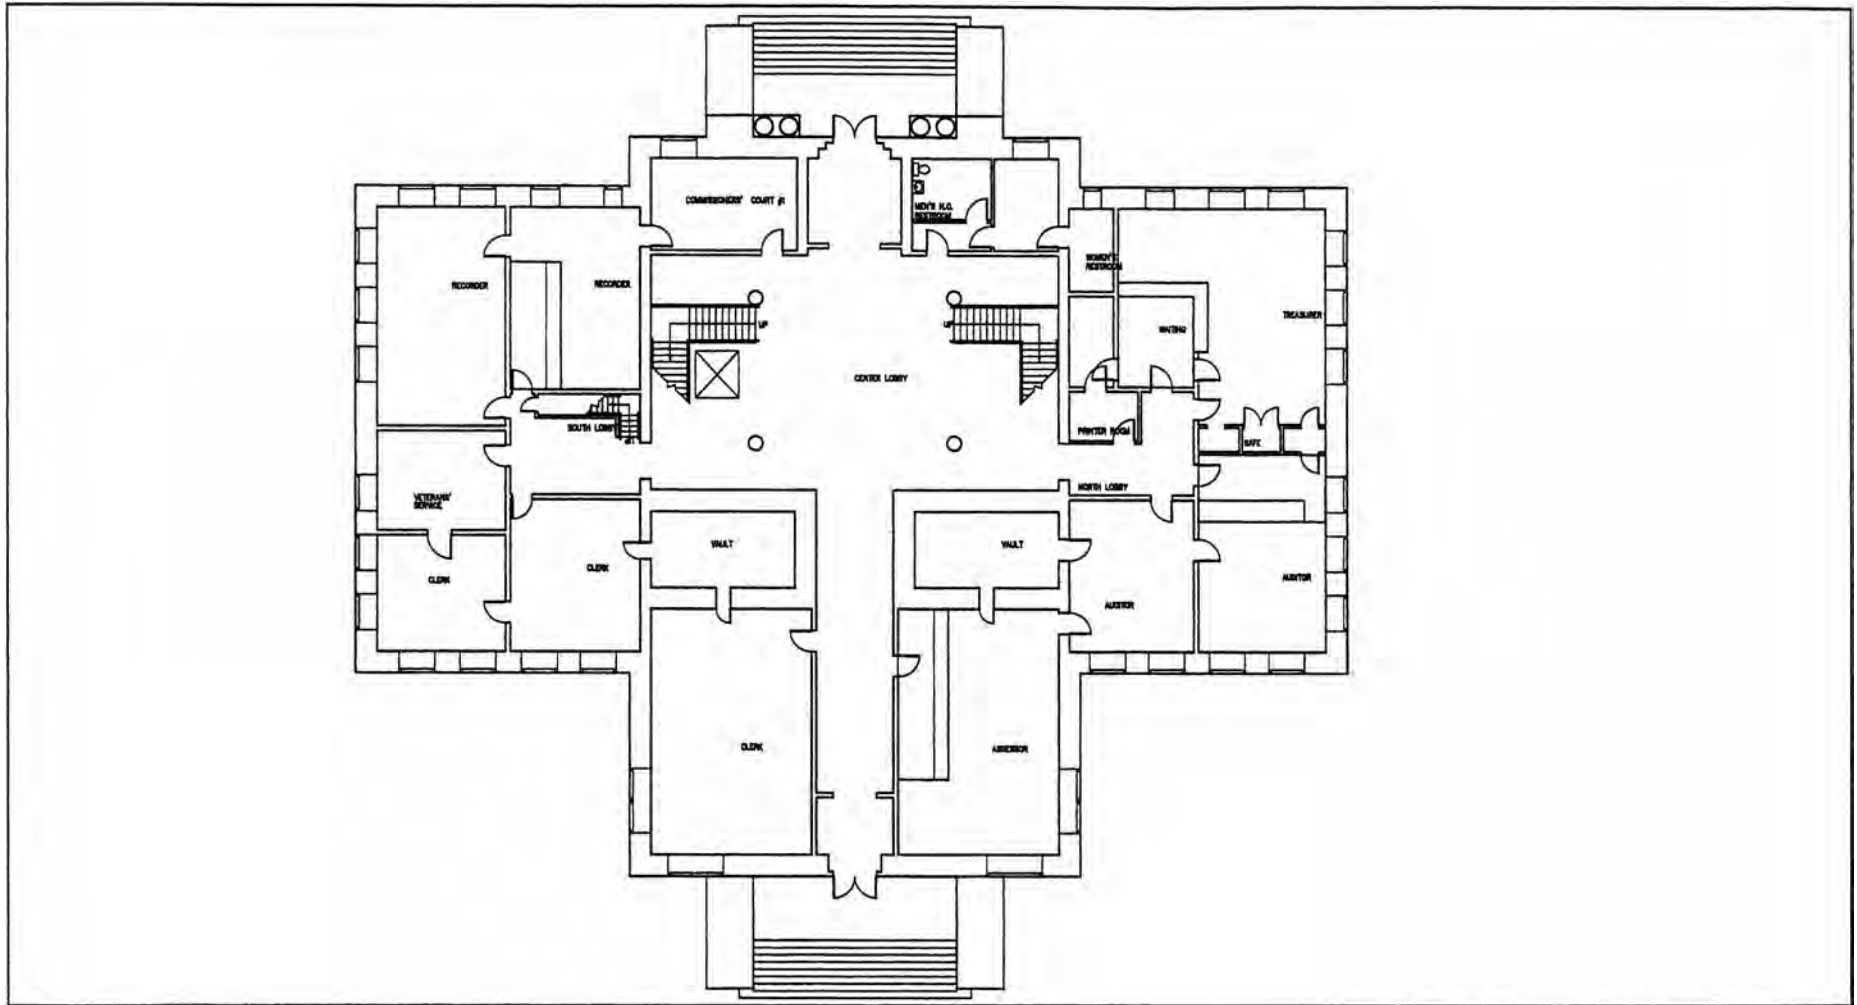 COMMISSIONERS' COURT #1
MEN'S H.C.
RESTROOM
WOMEN'S
RESTROOM
RECORDER
RECORDER
TREASURER
UP
UP
WAITING
CENTER LOBBY
SOUTH LOBBY
PRINTER ROOM
SAFE
NORTH LOBBY
VETERANS'
SERVICE
VAULT
VAULT
CLERK
CLERK
AUDITOR
AUDITOR
CLERK
ASSESSOR